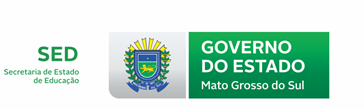 SED
Secretaria de Estado
de Educação
GOVERNO
DO ESTADO
Mato Grosso do Sul